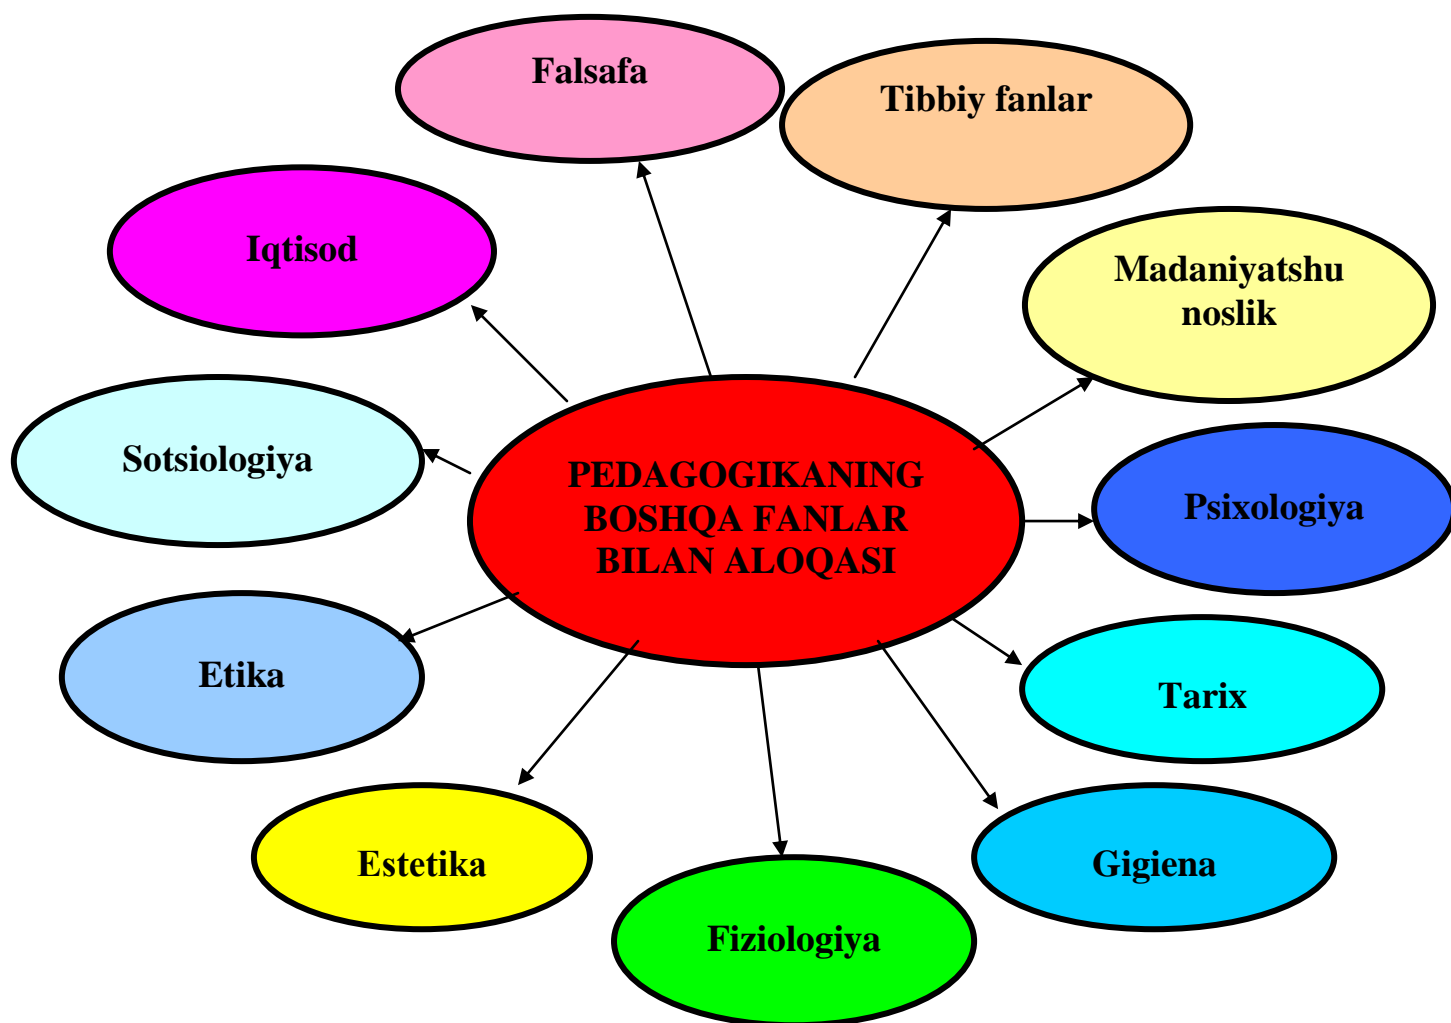 Falsafa
Tibbiy fanlar
Iqtisod
Madaniyatshu
noslik
Sotsiologiya
PEDAGOGIKANING
BOSHQA FANLAR
BILAN ALOQASI
Psixologiya
Etika
Tarix
Estetika
Gigiena
Fiziologiya